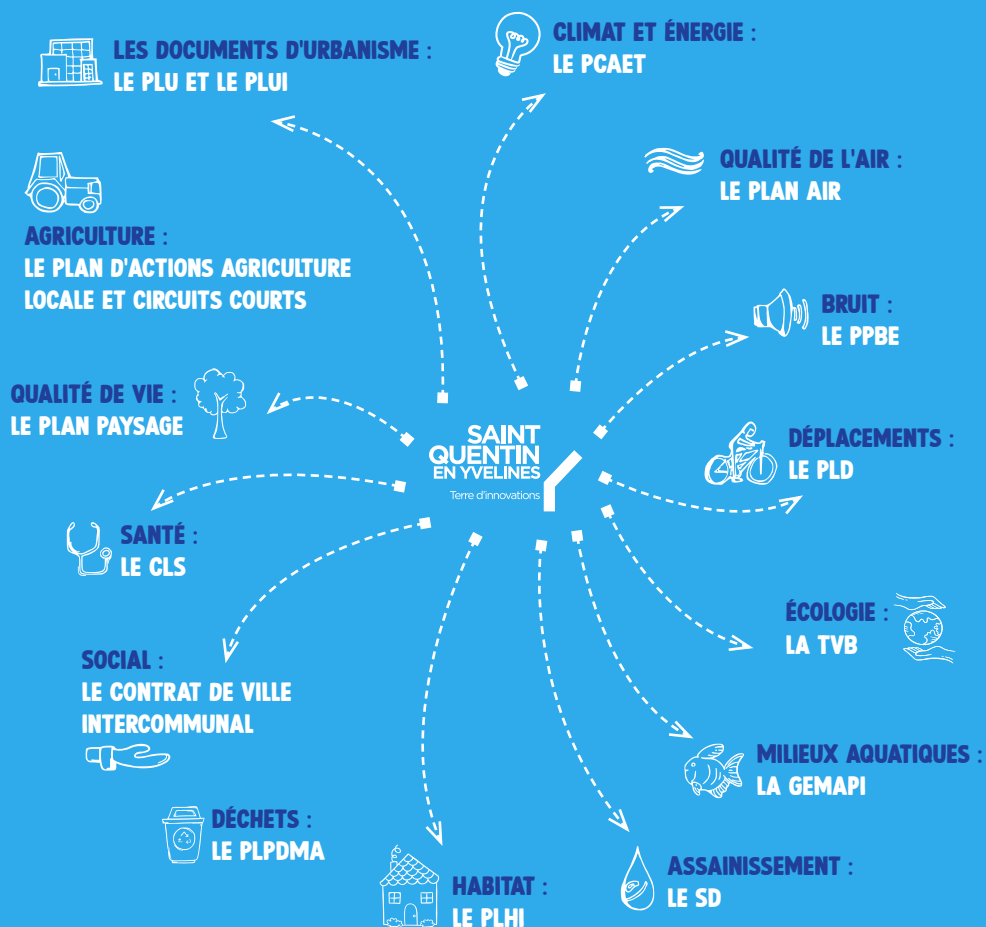 LES DOCUMENTS D'URBANISME :
LE PLU ET LE PLUI
CLIMAT ET ÉNERGIE :
LE PCAET
QUALITÉ DE L'AIR :
LE PLAN AIR
AGRICULTURE :
LE PLAN D'ACTIONS AGRICULTURE
LOCALE ET CIRCUITS COURTS
BRUIT :
LE PPBE
QUALITÉ DE VIE :
LE PLAN PAYSAGE
SAINT
QUENTIN
EN YVELINES
Terre d'innovations
DÉPLACEMENTS :
LE PLD
SANTÉ :
LE CLS
ÉCOLOGIE :
LA TVB
SOCIAL :
LE CONTRAT DE VILLE
INTERCOMMUNAL
MILIEUX AQUATIQUES :
LA GEMAPI
DÉCHETS :
LE PLPDMA
ASSAINISSEMENT :
LE SD
HABITAT :
LE PLHI